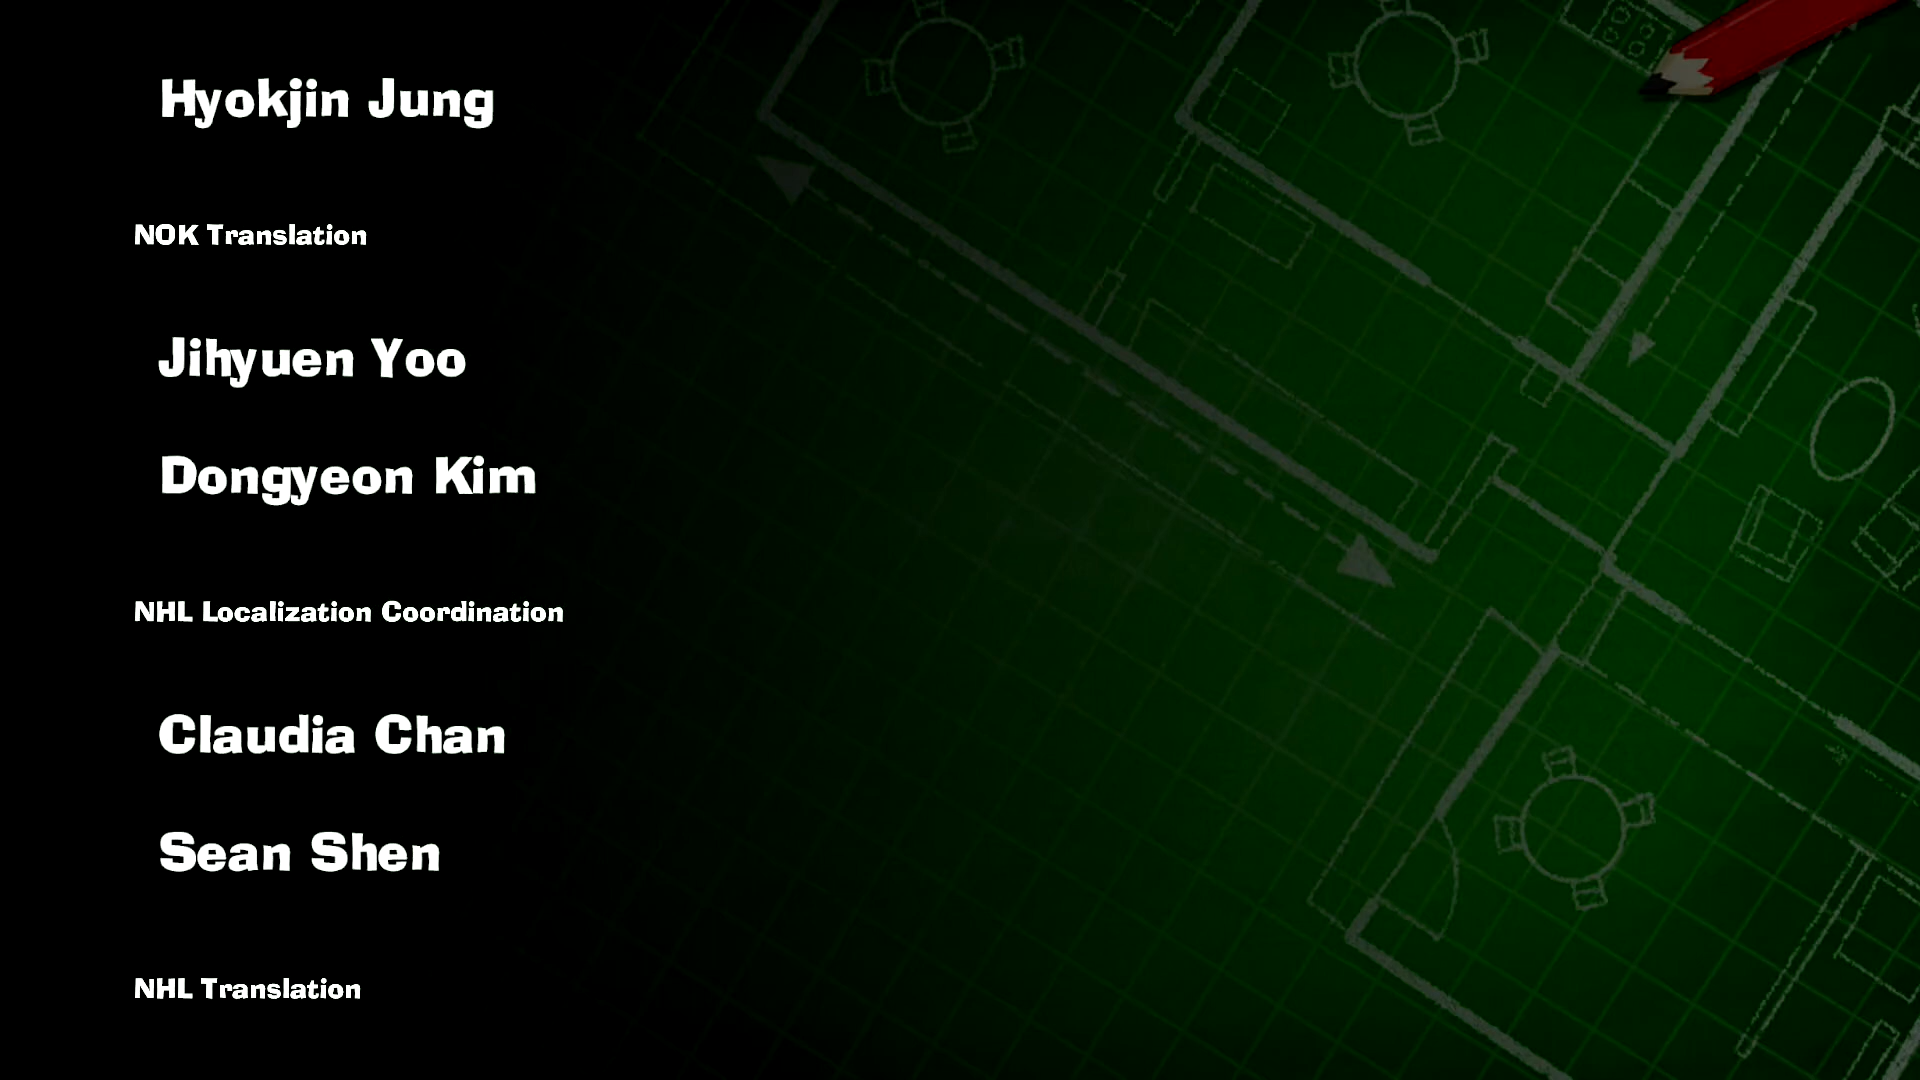 Hyokjin Jung
NOK Translation
Jihyuen Yoo
Dongyeon Kim
NHL Localization Coordination
Claudia Chan
Sean Shen
NHL Translation